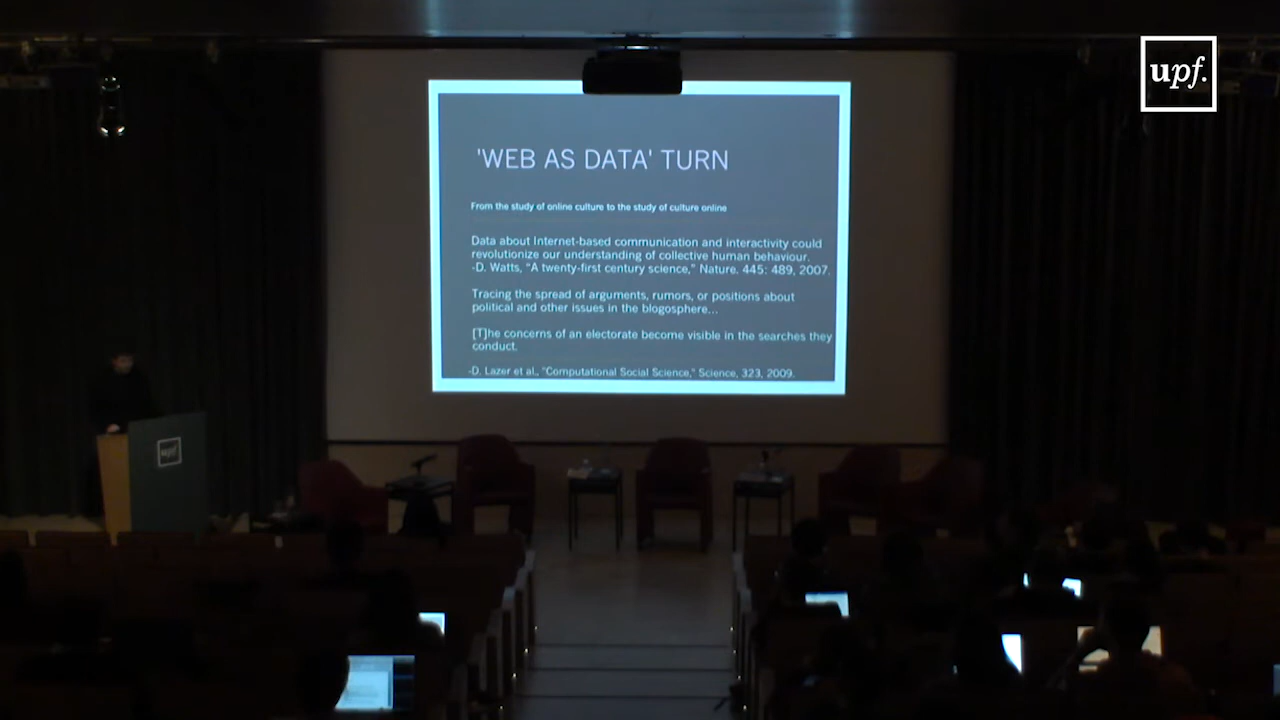 upf.
'WEB AS DATA' TURN
From the study of online culture to the study of culture online
Data about Internet-based communication and interactivity could
revolutionize our understanding of collective human behaviour.
-D. Watts, "A twenty-first century science," Nature. 445: 489, 2007.
Tracing the spread of arguments, rumors, or positions about
political and other issues in the blogosphere...
[T]he concerns of an electorate become visible in the searches they
conduct.
-D. Lazer et al., "Computational Social Science," Science, 323, 2009.
upf.